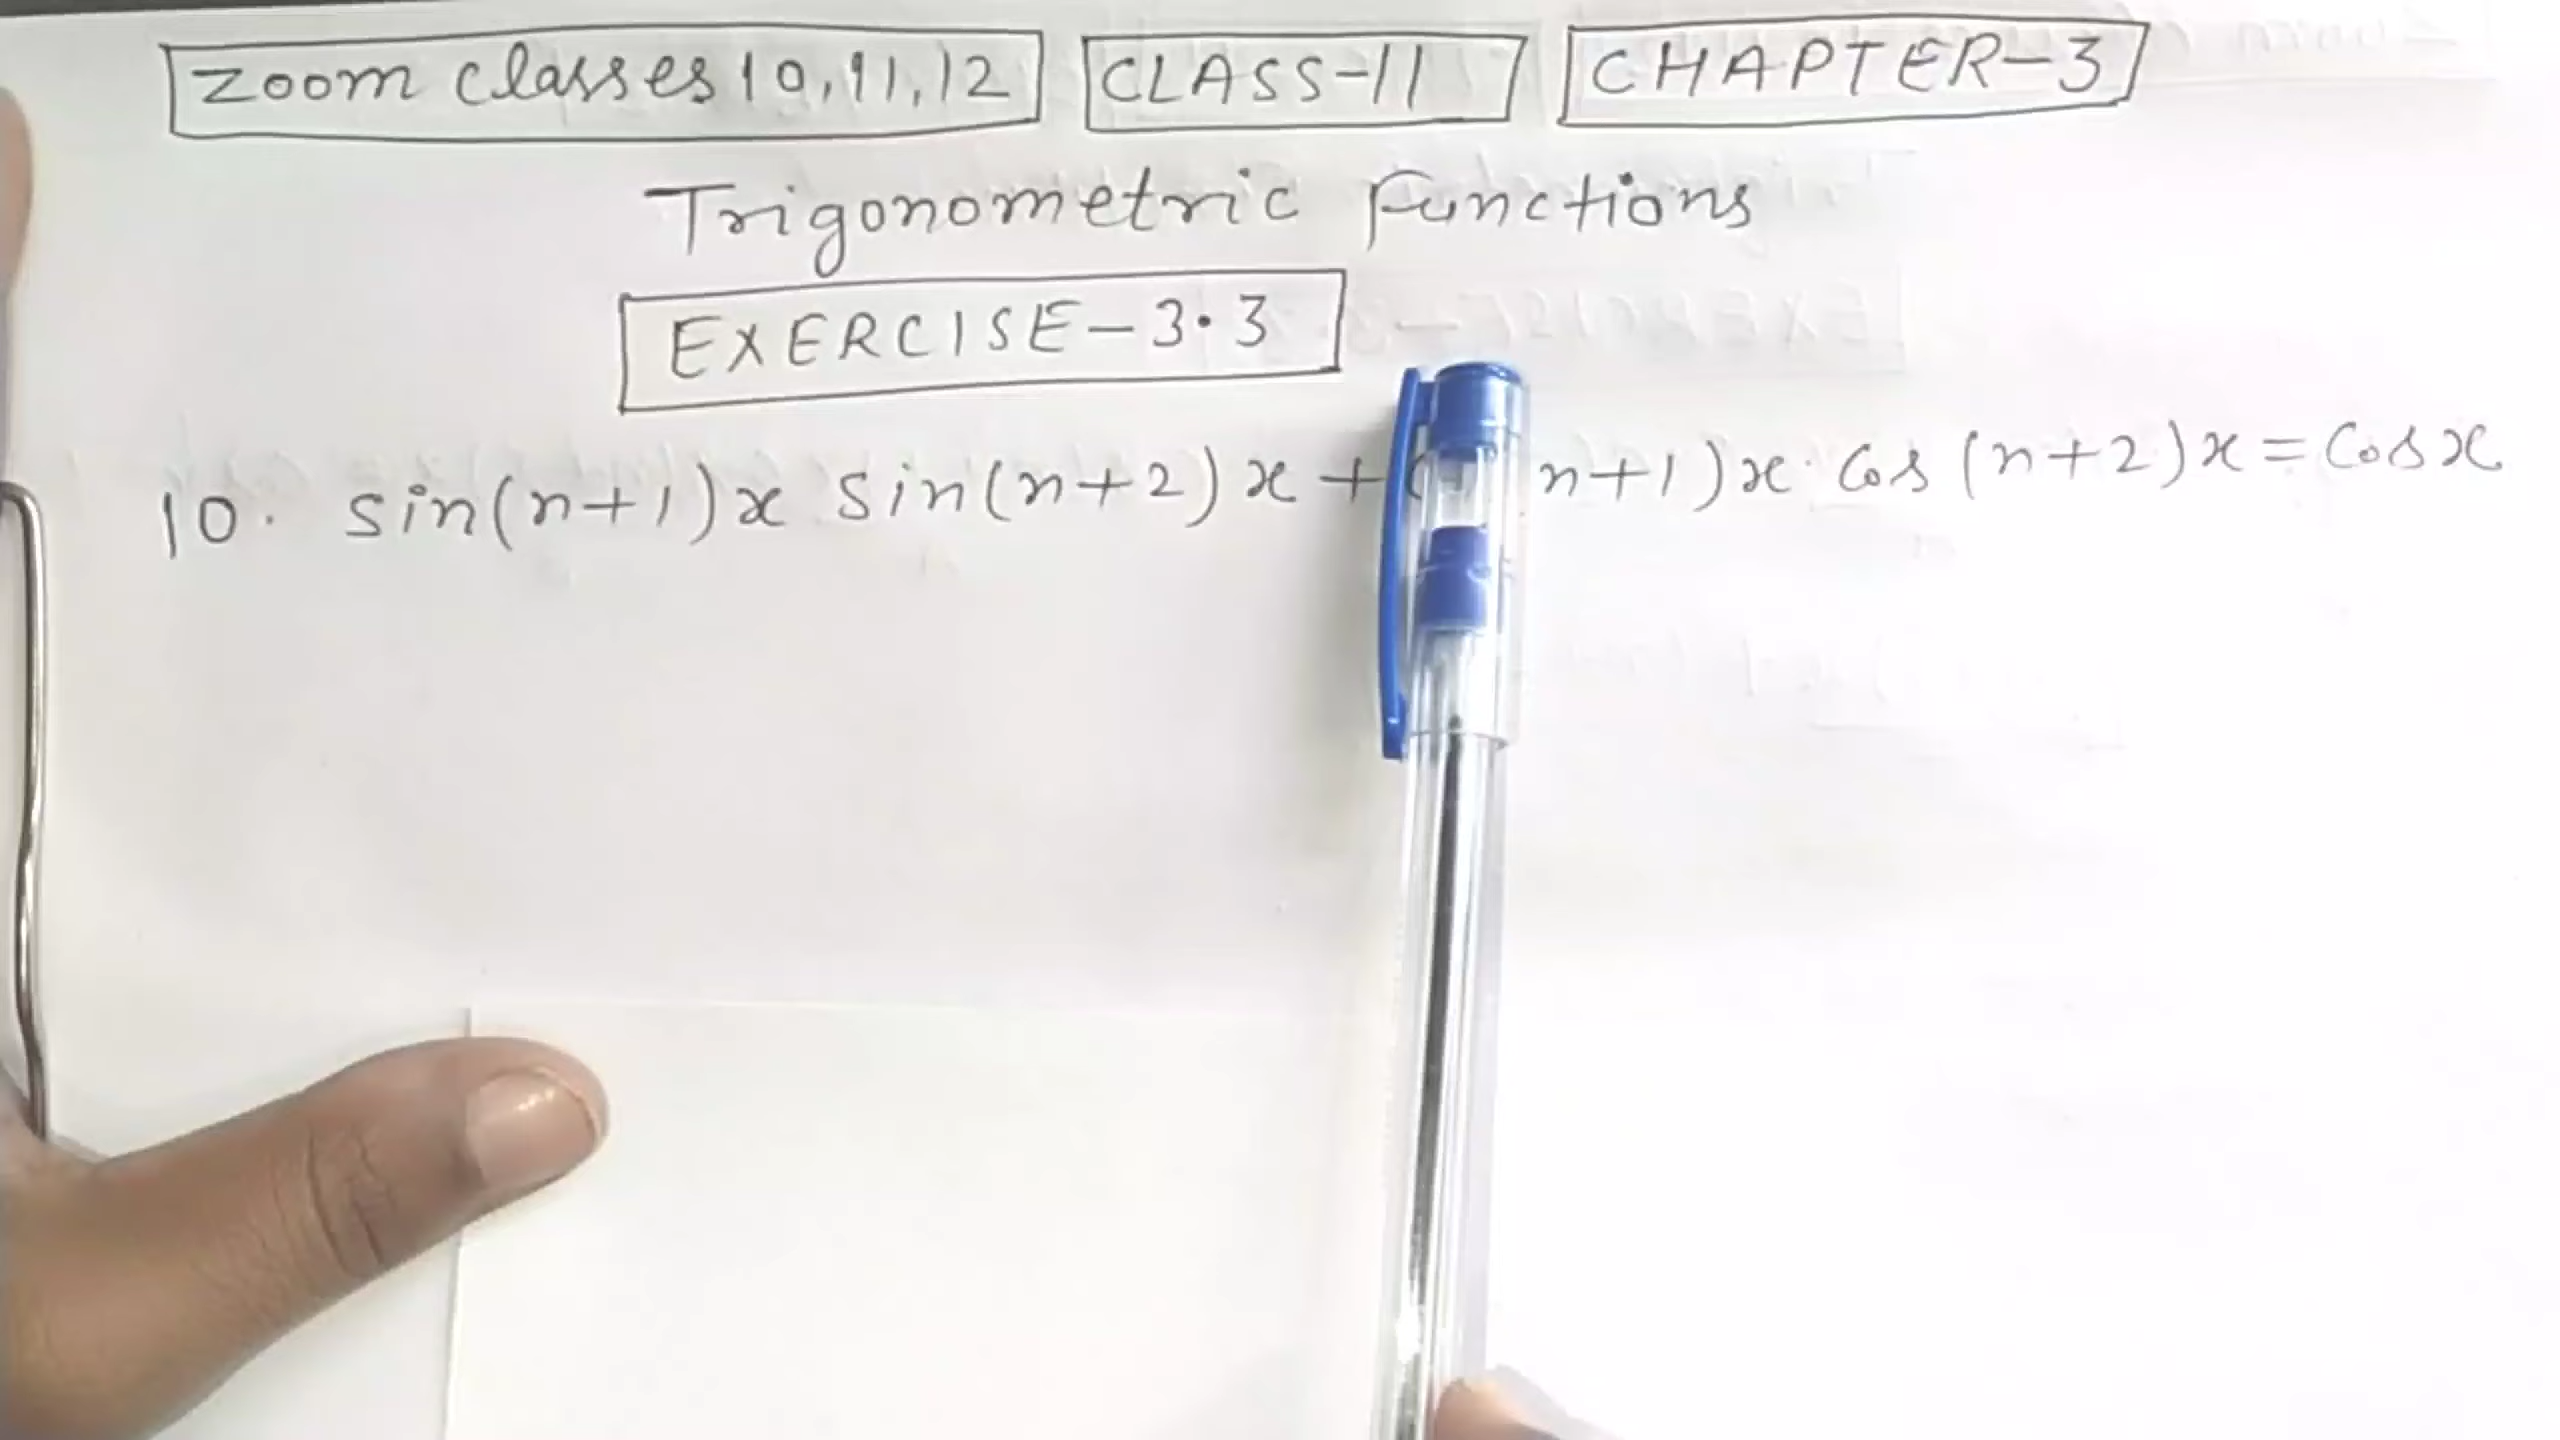 Zoom classes 10,11,12 CLASS-11 CHAPTER-3
Trigonometric Functions
EXERCISE-3.3
10. sin(n+1)x sin(n+2)x + n+1)x. Cos(n+2)x = Cosx